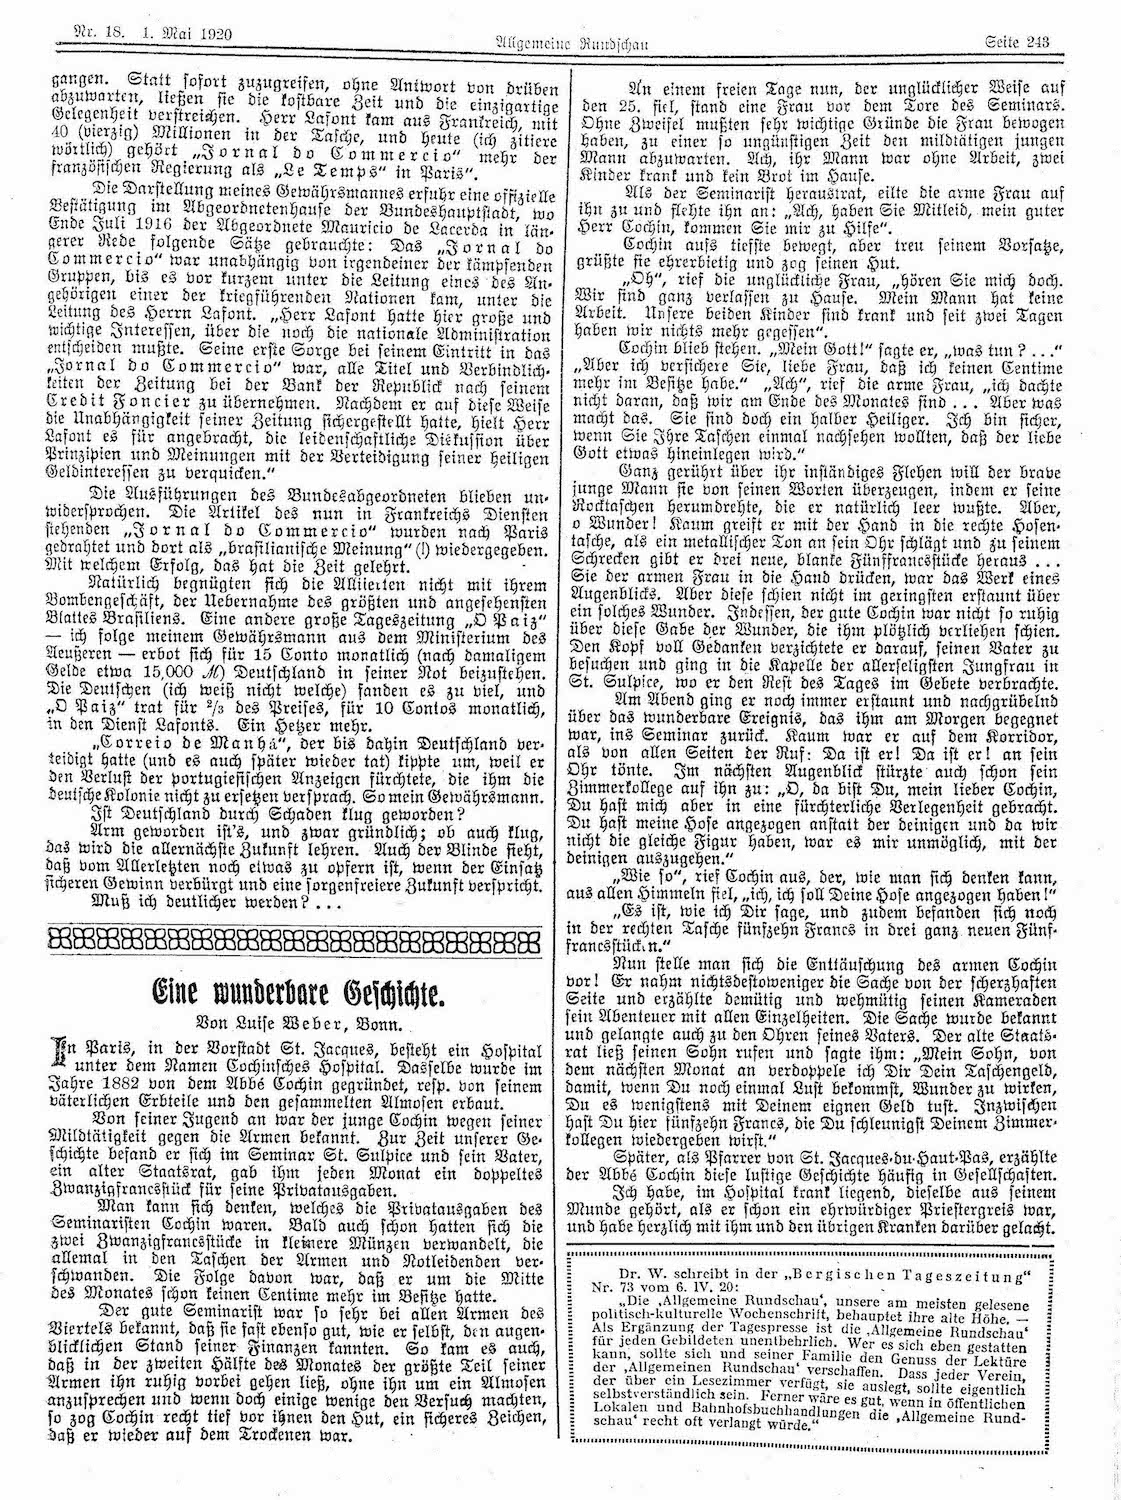 Nr. 18. 1. Mai 1920
Allgemeine Rundschau
Seite 243
gangen. Statt sofort zuzugreifen, ohne Antwort von drüben
abzuwarten, ließen sie die kostbare Zeit und die einzigartige
Gelegenheit verstreichen. Herr Lafont kam aus Frankreich, mit
40 (vierzig) Millionen in der Tasche, und heute (ich zitiere
wörtlich) gehört „Jornal do Commercio“ mehr der
französischen Regierung als „Le Temps“ in Paris“.
Die Darstellung meines Gewährsmannes erfuhr eine offizielle
Bestätigung im Abgeordnetenhause der Bundeshauptstadt, wo
Ende Juli 1916 der Abgeordnete Mauricio de Lacerda in län-
gerer Rede folgende Sätze gebrauchte: Das „Jornal do
Commercio“ war unabhängig von irgendeiner der kämpfenden
Gruppen, bis es vor kurzem unter die Leitung eines des An-
gehörigen einer der kriegführenden Nationen kam, unter die
Leitung des Herrn Lafont. „Herr Lafont hatte hier große und
wichtige Interessen, über die noch die nationale Administration
entscheiden mußte. Seine erste Sorge bei seinem Eintritt in das
„Jornal do Commercio“ war, alle Titel und Verbindlich-
keiten der Zeitung bei der Bank der Republick nach seinem
Credit Foncier zu übernehmen. Nachdem er auf diese Weise
die Unabhängigkeit seiner Zeitung sichergestellt hatte, hielt Herr
Lafont es für angebracht, die leidenschaftliche Diskussion über
Prinzipien und Meinungen mit der Verteidigung seiner heiligen
Geldinteressen zu verquicken.“
Die Ausführungen des Bundesabgeordneten blieben un-
widersprochen. Die Artikel des nun in Frankreichs Diensten
stehenden „Jornal do Commercio“ wurden nach Paris
gedrahtet und dort als „brasilianische Meinung“ (!) wiedergegeben.
Mit welchem Erfolg, das hat die Zeit gelehrt.
Natürlich begnügten sich die Alliierten nicht mit ihrem
Bombengeschäft, der Uebernahme des größten und angesehensten
Blattes Brasiliens. Eine andere große Tageszeitung „O Paiz“
— ich folge meinem Gewährsmann aus dem Ministerium des
Aeußeren — erbot sich für 15 Conto monatlich (nach damaligem
Gelde etwa 15,000 ℳ) Deutschland in seiner Not beizustehen.
Die Deutschen (ich weiß nicht welche) fanden es zu viel, und
„O Paiz“ trat für ⅔ des Preises, für 10 Contos monatlich,
in den Dienst Lafonts. Ein Hetzer mehr.
„Correio de Manhá“, der bis dahin Deutschland ver-
teidigt hatte (und es auch später wieder tat) kippte um, weil er
den Verlust der portugiesischen Anzeigen fürchtete, die ihm die
deutsche Kolonie nicht zu ersetzen versprach. So mein Gewährsmann.
Ist Deutschland durch Schaden klug geworden?
Arm geworden ist's, und zwar gründlich; ob auch klug,
das wird die allernächste Zukunft lehren. Auch der Blinde sieht,
daß vom Allerletzten noch etwas zu opfern ist, wenn der Einsatz
sicheren Gewinn verbürgt und eine sorgenfreiere Zukunft verspricht.
Muß ich deutlicher werden? ...
Eine wunderbare Geschichte.
Von Luise Weber, Bonn.
In Paris, in der Vorstadt St. Jacques, besteht ein Hospital
unter dem Namen Cochinsches Hospital. Dasselbe wurde im
Jahre 1882 von dem Abbé Cochin gegründet, resp. von seinem
väterlichen Erbteile und den gesammelten Almosen erbaut.
Von seiner Jugend an war der junge Cochin wegen seiner
Mildtätigkeit gegen die Armen bekannt. Zur Zeit unserer Ge-
schichte befand er sich im Seminar St. Sulpice und sein Vater,
ein alter Staatsrat, gab ihm jeden Monat ein doppeltes
Zwanzigfrancsstück für seine Privatausgaben.
Man kann sich denken, welches die Privatausgaben des
Seminaristen Cochin waren. Bald auch schon hatten sich die
zwei Zwanzigfrancsstücke in kleinere Münzen verwandelt, die
allemal in den Taschen der Armen und Notleidenden ver-
schwanden. Die Folge davon war, daß er um die Mitte
des Monats schon keinen Centime mehr im Besitze hatte.
Der gute Seminarist war so sehr bei allen Armen des
Viertels bekannt, daß sie fast ebenso gut, wie er selbst, den augen-
blicklichen Stand seiner Finanzen kannten. So kam es auch,
daß in der zweiten Hälfte des Monates der größte Teil seiner
Armen ihn ruhig vorbei gehen ließ, ohne ihn um ein Almosen
anzusprechen und wenn doch einige wenige den Versuch machten,
so zog Cochin recht tief vor ihnen den Hut, ein sicheres Zeichen,
daß er wieder auf dem Trockenen war.
An einem freien Tage nun, der unglücklicher Weise auf
den 25. fiel, stand eine Frau vor dem Tore des Seminars.
Ohne Zweifel mußten sehr wichtige Gründe die Frau bewogen
haben, zu einer so ungünstigen Zeit den mildtätigen jungen
Mann abzuwarten. Ach, ihr Mann war ohne Arbeit, zwei
Kinder krank und kein Brot im Hause.
Als der Seminarist heraustrat, eilte die arme Frau auf
ihn zu und flehte ihn an: „Ach, haben Sie Mitleid, mein guter
Herr Cochin, kommen Sie mir zu Hilfe“.
Cochin aufs tiefste bewegt, aber treu seinem Vorsatze,
grüßte sie ehrerbietig und zog seinen Hut.
„Oh“, rief die unglückliche Frau, „hören Sie mich doch.
Wir sind ganz verlassen zu Hause. Mein Mann hat keine
Arbeit. Unsere beiden Kinder sind krank und seit zwei Tagen
haben wir nichts mehr gegessen“.
Cochin blieb stehen. „Mein Gott!“ sagte er, „was tun? ...“
„Aber ich versichere Sie, liebe Frau, daß ich keinen Centime
mehr im Besitze habe.“ „Ach“, rief die arme Frau, „ich dachte
nicht daran, daß wir am Ende des Monates sind ... Aber was
macht das. Sie sind doch ein halber Heiliger. Ich bin sicher,
wenn Sie Ihre Taschen einmal nachsehen wollten, daß der liebe
Gott etwas hineinlegen wird.“
Ganz gerührt über ihr inständiges Flehen will der brave
junge Mann sie von seinen Worten überzeugen, indem er seine
Rocktaschen herumdrehte, die er natürlich leer wußte. Aber,
o Wunder! Kaum greift er mit der Hand in die rechte Hosen-
tasche, als ein metallischer Ton an sein Ohr schlägt und zu seinem
Schrecken gibt er drei neue, blanke Fünffrancsstücke heraus ...
Sie der armen Frau in die Hand drücken, war das Werk eines
Augenblicks. Aber diese schien nicht im geringsten erstaunt über
ein solches Wunder. Indessen, der gute Cochin war nicht so ruhig
über diese Gabe der Wunder, die ihm plötzlich verliehen schien.
Den Kopf voll Gedanken verzichtete er darauf, seinen Vater zu
besuchen und ging in die Kapelle der allerseligsten Jungfrau in
St. Sulpice, wo er den Rest des Tages im Gebete verbrachte.
Am Abend ging er noch immer erstaunt und nachgrübelnd
über das wunderbare Ereignis, das ihm am Morgen begegnet
war, ins Seminar zurück. Kaum war er auf dem Korridor,
als von allen Seiten der Ruf: Da ist er! Da ist er! an sein
Ohr tönte. Im nächsten Augenblick stürzte auch schon sein
Zimmerkollege auf ihn zu: „O, da bist Du, mein lieber Cochin,
Du hast mich aber in eine fürchterliche Verlegenheit gebracht.
Du hast meine Hose angezogen anstatt der deinigen und da wir
nicht die gleiche Figur haben, war es mir unmöglich, mit der
deinigen auszugehen.“
„Wie so“, rief Cochin aus, der, wie man sich denken kann,
aus allen Himmeln fiel, „ich, ich soll Deine Hose angezogen haben!“
„Es ist, wie ich Dir sage, und zudem befanden sich noch
in der rechten Tasche fünfzehn Francs in drei ganz neuen Fünf-
francsstücken.“
Nun stelle man sich die Enttäuschung des armen Cochin
vor! Er nahm nichtsdestoweniger die Sache von der scherzhaften
Seite und erzählte demütig und wehmütig seinen Kameraden
sein Abenteuer mit allen Einzelheiten. Die Sache wurde bekannt
und gelangte auch zu den Ohren seines Vaters. Der alte Staats-
rat ließ seinen Sohn rufen und sagte ihm: „Mein Sohn, von
dem nächsten Monat an verdoppele ich Dir Dein Taschengeld,
damit, wenn Du noch einmal Lust bekommst, Wunder zu wirken,
Du es wenigstens mit Deinem eignen Geld tust. Inzwischen
hast Du hier fünfzehn Francs, die Du schleunigst Deinem Zimmer-
kollegen wiedergeben wirst.“
Später, als Pfarrer von St. Jacques-du-Haut-Pas, erzählte
der Abbé Cochin diese lustige Geschichte häufig in Gesellschaften.
Ich habe, im Hospital krank liegend, dieselbe aus seinem
Munde gehört, als er schon ein ehrwürdiger Priestergreis war,
und habe herzlich mit ihm und den übrigen Kranken darüber gelacht.
Dr. W. schreibt in der „Bergischen Tageszeitung“
Nr. 73 vom 6. IV. 20:
„Die ‚Allgemeine Rundschau‘, unsere am meisten gelesene
politisch-kulturelle Wochenschrift, behauptet ihre alte Höhe. —
Als Ergänzung der Tagespresse ist die ‚Allgemeine Rundschau‘
für jeden Gebildeten unentbehrlich. Wer es sich eben gestatten
kann, sollte sich und seiner Familie den Genuss der Lektüre
der ‚Allgemeinen Rundschau‘ verschaffen. Dass jeder Verein,
der über ein Lesezimmer verfügt, sie auslegt, sollte eigentlich
selbstverständlich sein. Ferner wäre es gut, wenn in öffentlichen
Lokalen und Bahnhofsbuchhandlungen die ‚Allgemeine Rund-
schau‘ recht oft verlangt würde.“